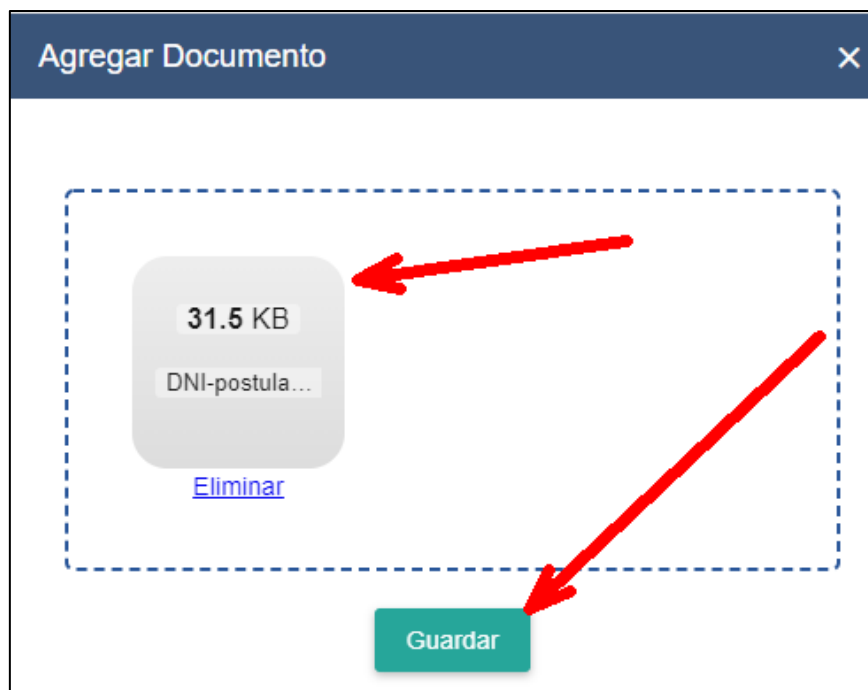 Agregar Documento ×
31.5 KB
DNI-postula...
Eliminar
Guardar